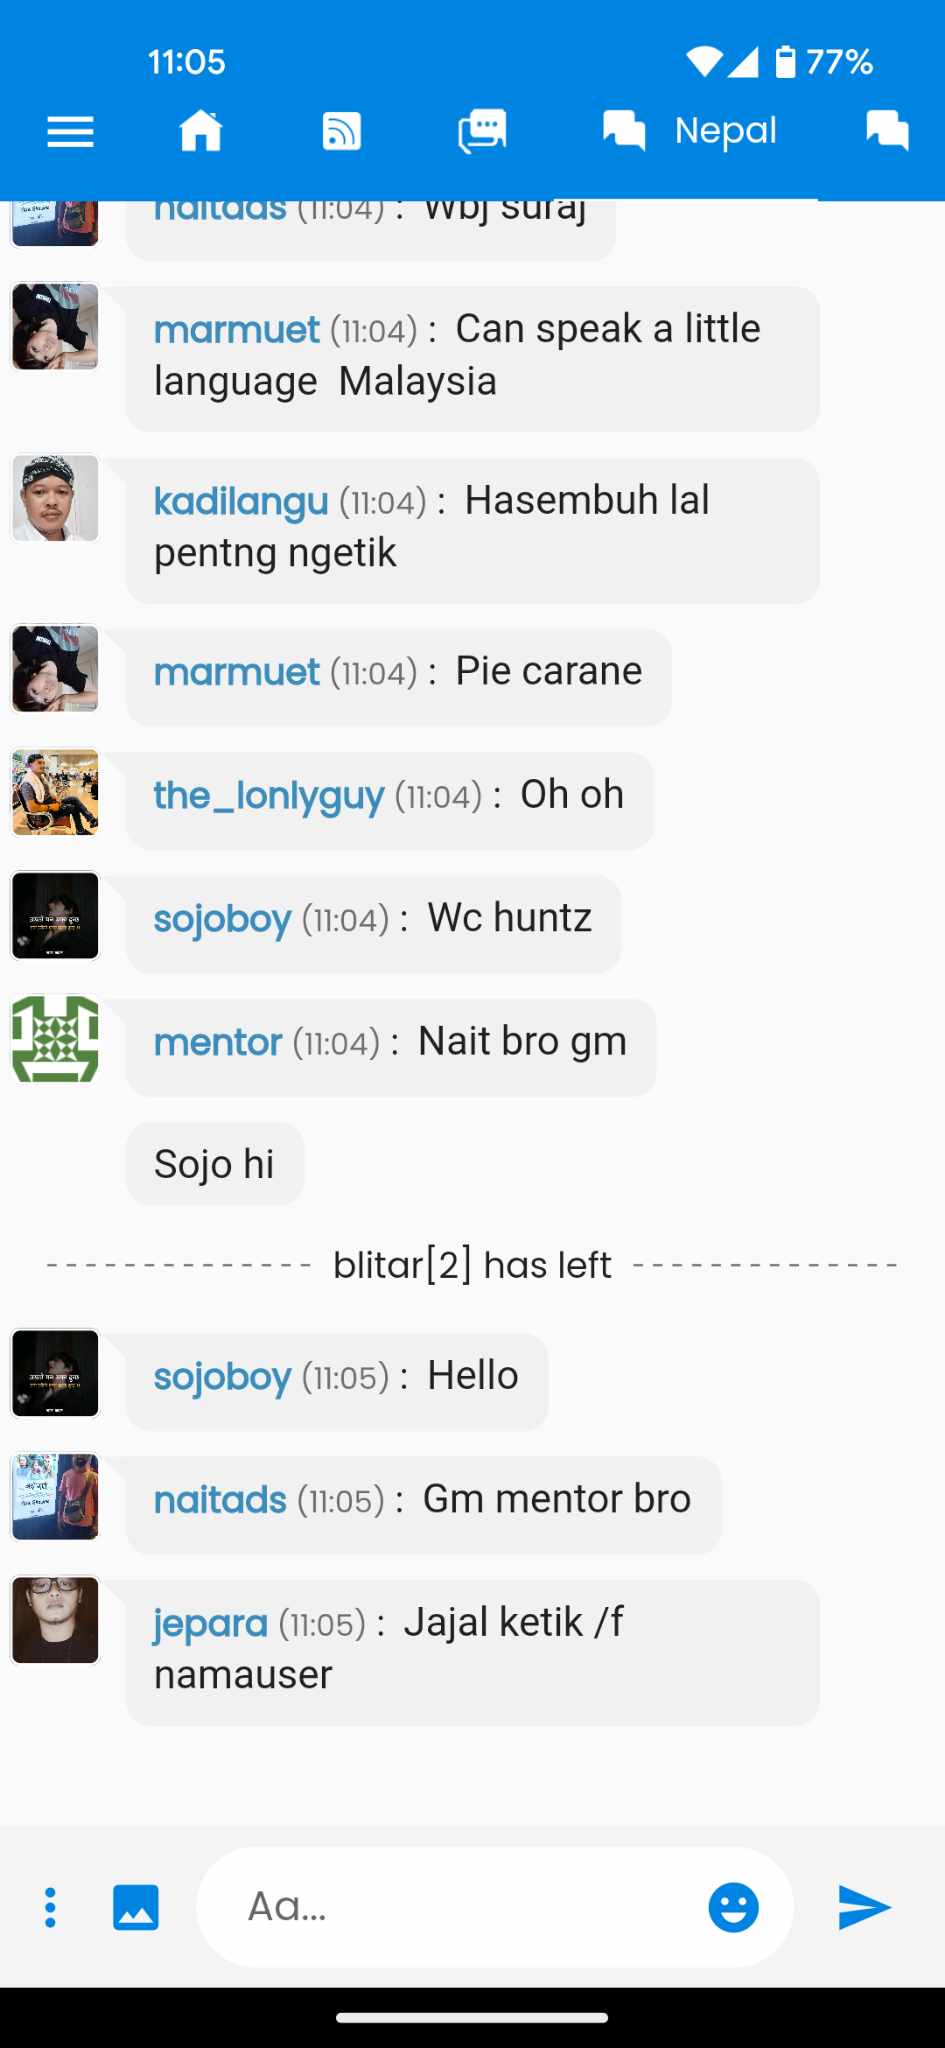 11:05
77%
Nepal
naitads (11:04) : Wbj suraj
marmuet (11:04) : Can speak a little
language Malaysia
kadilangu (11:04) : Hasembuh lal
pentng ngetik
marmuet (11:04) : Pie carane
the_lonlyguy (11:04) : Oh oh
sojoboy (11:04) : Wc huntz
mentor (11:04) : Nait bro gm
Sojo hi
blitar[2] has left
sojoboy (11:05) : Hello
naitads (11:05) : Gm mentor bro
jepara (11:05) : Jajal ketik /f
namauser
Aa...